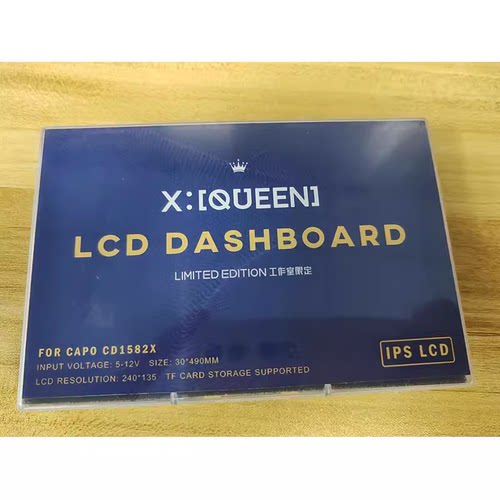 X:[QUEEN]
LCD DASHBOARD
LIMITED EDITION 工作室限定
FOR CAPO CD1582X
INPUT VOLTAGE: 5-12V SIZE: 30*490MM
LCD RESOLUTION: 240*135 TF CARD STORAGE SUPPORTED
IPS LCD